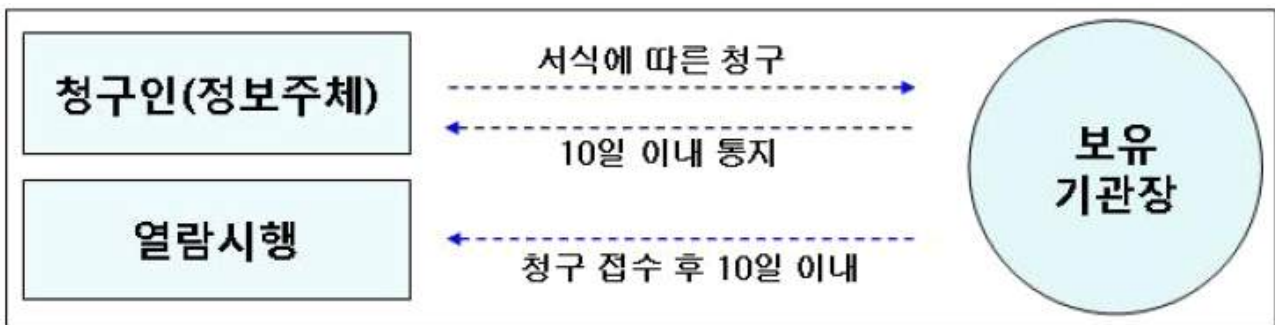 청구인(정보주체)
서식에 따른 청구
10일 이내 통지
보유
기관장
열람시행
청구 접수 후 10일 이내